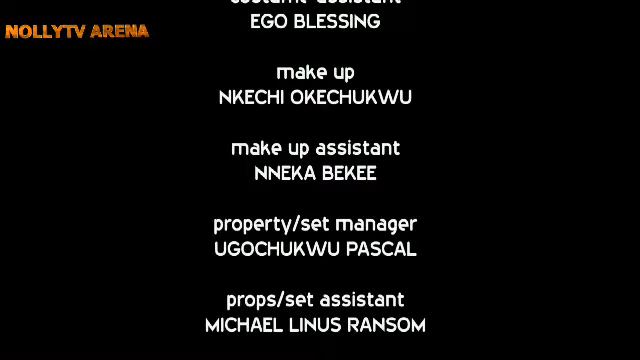 NOLLYTV ARENA
EGO BLESSING
make up
NKECHI OKECHUKWU
make up assistant
NNEKA BEKEE
property/set manager
UGOCHUKWU PASCAL
props/set assistant
MICHAEL LINUS RANSOM